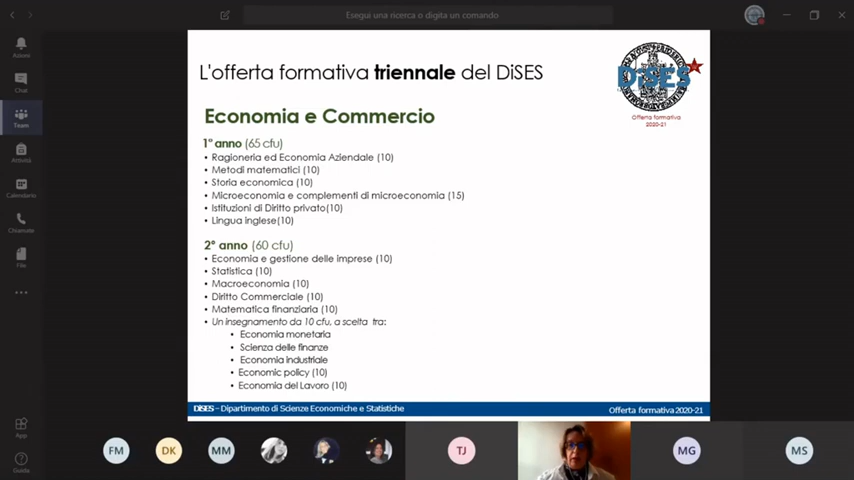 Esegui una ricerca o digita un comando
Azioni
Chat
Team
Attività
Calendario
Chiamate
File
App
Guida
L'offerta formativa triennale del DiSES
DiSES
Offerta formativa
2020-21
Economia e Commercio
1° anno (65 cfu)
• Ragioneria ed Economia Aziendale (10)
• Metodi matematici (10)
• Storia economica (10)
• Microeconomia e complementi di microeconomia (15)
• Istituzioni di Diritto privato(10)
• Lingua inglese(10)
2° anno (60 cfu)
• Economia e gestione delle imprese (10)
• Statistica (10)
• Macroeconomia (10)
• Diritto Commerciale (10)
• Matematica finanziaria (10)
• Un insegnamento da 10 cfu, a scelta tra:
• Economia monetaria
• Scienza delle finanze
• Economia industriale
• Economic policy (10)
• Economia del Lavoro (10)
DiSES – Dipartimento di Scienze Economiche e Statistiche
Offerta formativa 2020-21
FM
DK
MM
TJ
MG
MS